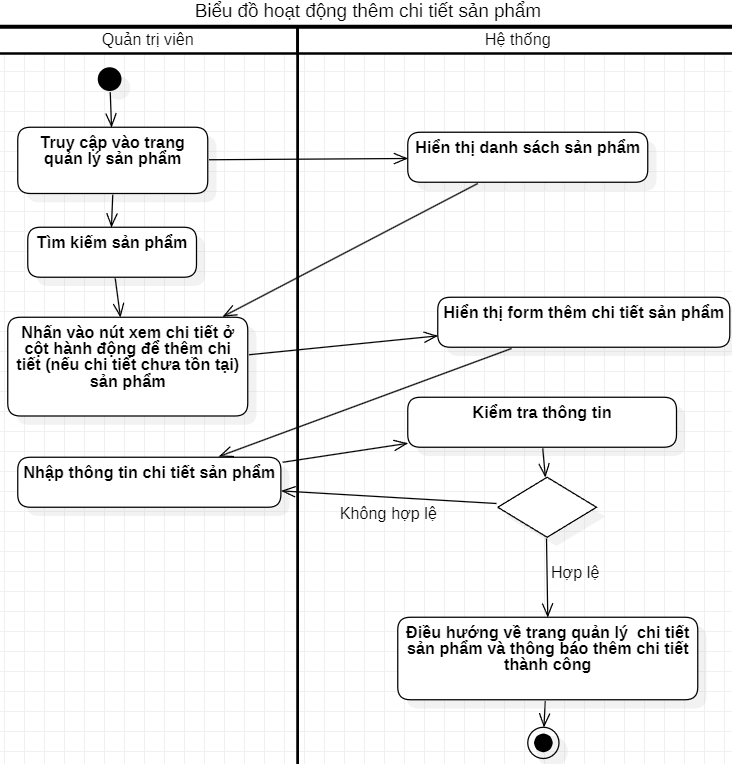 Biểu đồ hoạt động thêm chi tiết sản phẩm
Quản trị viên
Hệ thống
Truy cập vào trang
quản lý sản phẩm
Hiển thị danh sách sản phẩm
Tìm kiếm sản phẩm
Nhấn vào nút xem chi tiết ở
cột hành động để thêm chi
tiết (nếu chi tiết chưa tồn tại)
sản phẩm
Hiển thị form thêm chi tiết sản phẩm
Kiểm tra thông tin
Nhập thông tin chi tiết sản phẩm
Không hợp lệ
Hợp lệ
Điều hướng về trang quản lý  chi tiết
sản phẩm và thông báo thêm chi tiết
thành công